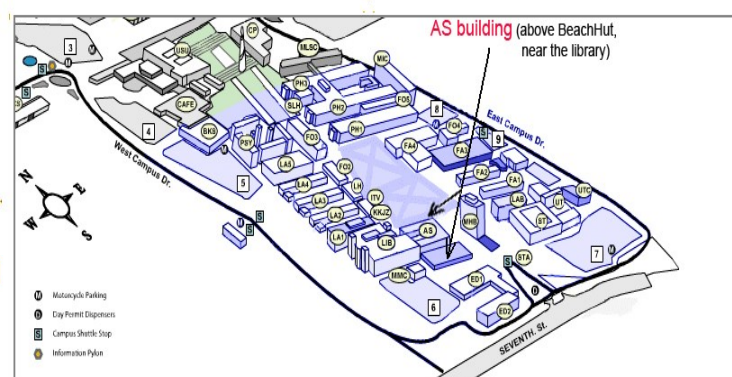 AS building (above BeachHut,
near the library)
CP
USU
MLSC
3
M
S
MIC
PH3
CAFE
SLH
PH2
FO5
8
East Campus Dr.
4
BKS
PH1
FO4
S
9
PSY
FO3
FA4
FA3
West Campus Dr.
5
LA5
FO2
FA2
FA1
UTC
LA4
LH
LAB
UT
LA3
ITV
ST
LA2
KKJZ
MHB
LA1
LIB
AS
7
M
N
E
W
S
M
S
S
MMC
S
STA
6
ED1
D
ED2
SEVENTH. St.
M Motorcycle Parking
D Day Permit Dispensers
S Campus Shuttle Stop
Information Pylon